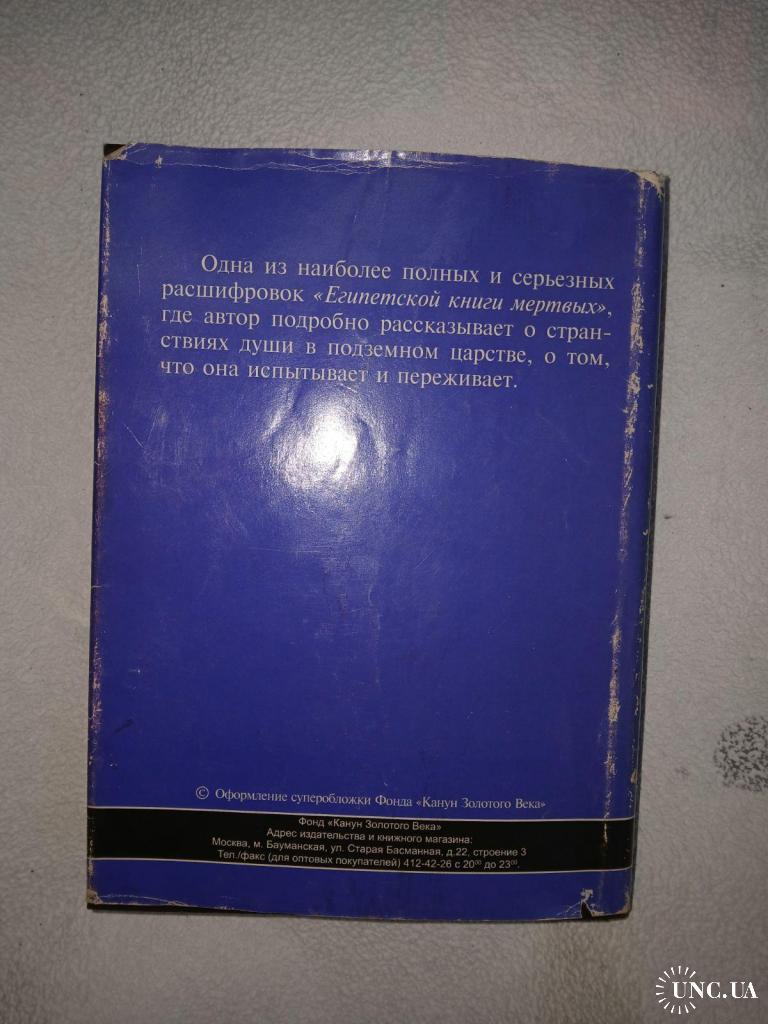 Одна из наиболее полных и серьезных
расшифровок «Египетской книги мертвых»,
где автор подробно рассказывает о стран-
ствиях души в подземном царстве, о том,
что она испытывает и переживает.
© Оформление суперобложки Фонда «Канун Золотого Века»
Фонд «Канун Золотого Века»
Адрес издательства и книжного магазина:
Москва, м. Бауманская, ул. Старая Басманная, д.22, строение 3
Тел./факс (для оптовых покупателей) 412-42-26 с 20⁰⁰ до 23⁰⁰.
UNC.UA